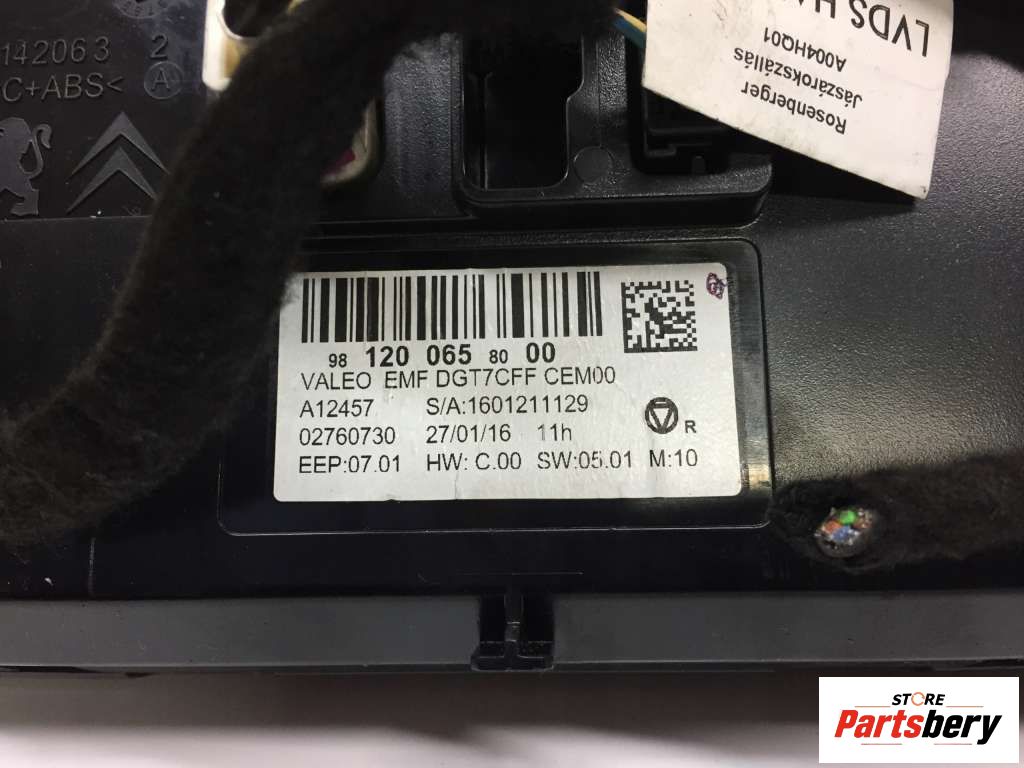 142063 2
C+ABS< A
LVDS HA
A004HQ01
Jászárokszállás
Rosenberger
98 120 065 80 00
VALEO EMF DGT7CFF CEM00
A12457 S/A:1601211129
02760730 27/01/16 11h
R
EEP:07.01 HW: C.00 SW:05.01 M:10
STORE
Partsbery